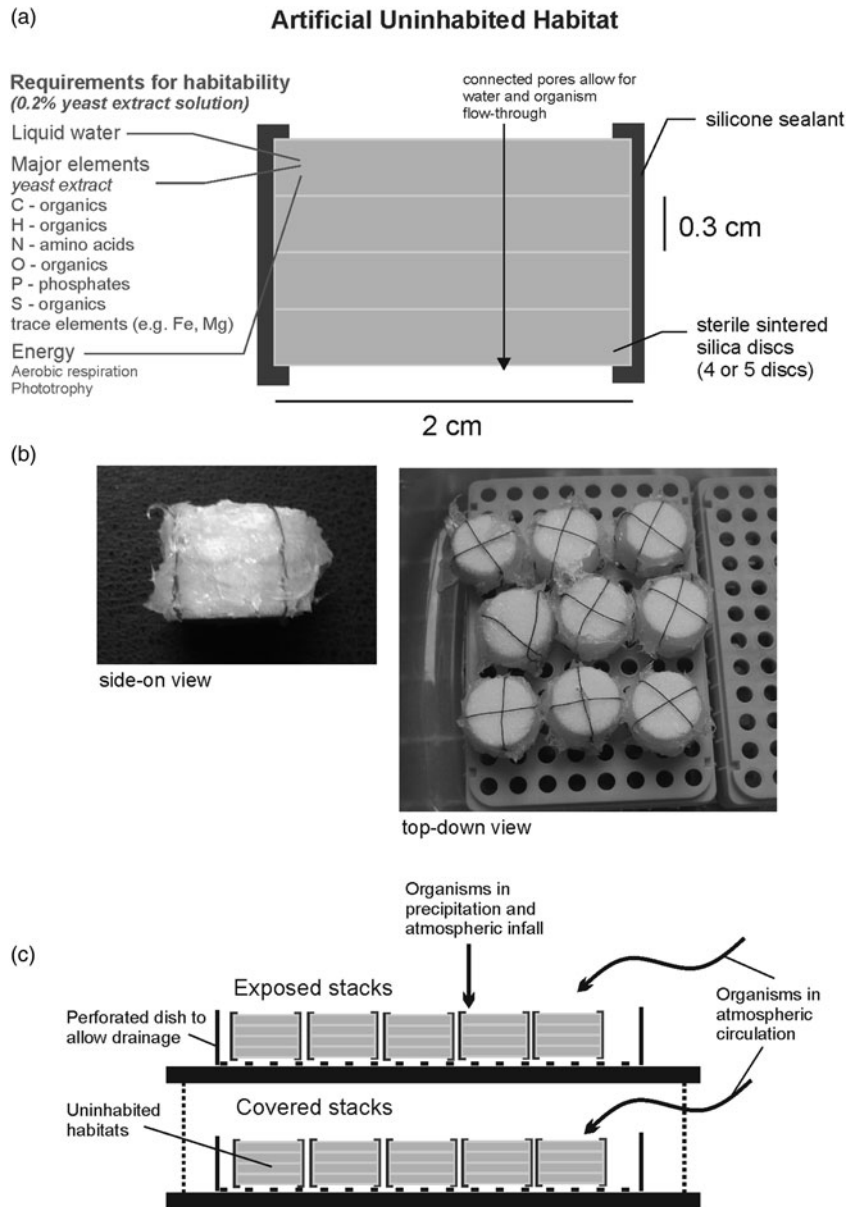 (a)
Artificial Uninhabited Habitat
Requirements for habitability
(0.2% yeast extract solution)
Liquid water
Major elements
yeast extract
C - organics
H - organics
N - amino acids
O - organics
P - phosphates
S - organics
trace elements (e.g. Fe, Mg)
Energy
Aerobic respiration
Phototrophy
connected pores allow for
water and organism
flow-through
silicone sealant
0.3 cm
sterile sintered
silica discs
(4 or 5 discs)
2 cm
(b)
side-on view
top-down view
(c)
Organisms in
precipitation and
atmospheric infall
Exposed stacks
Perforated dish to
allow drainage
Organisms in
atmospheric
circulation
Covered stacks
Uninhabited
habitats